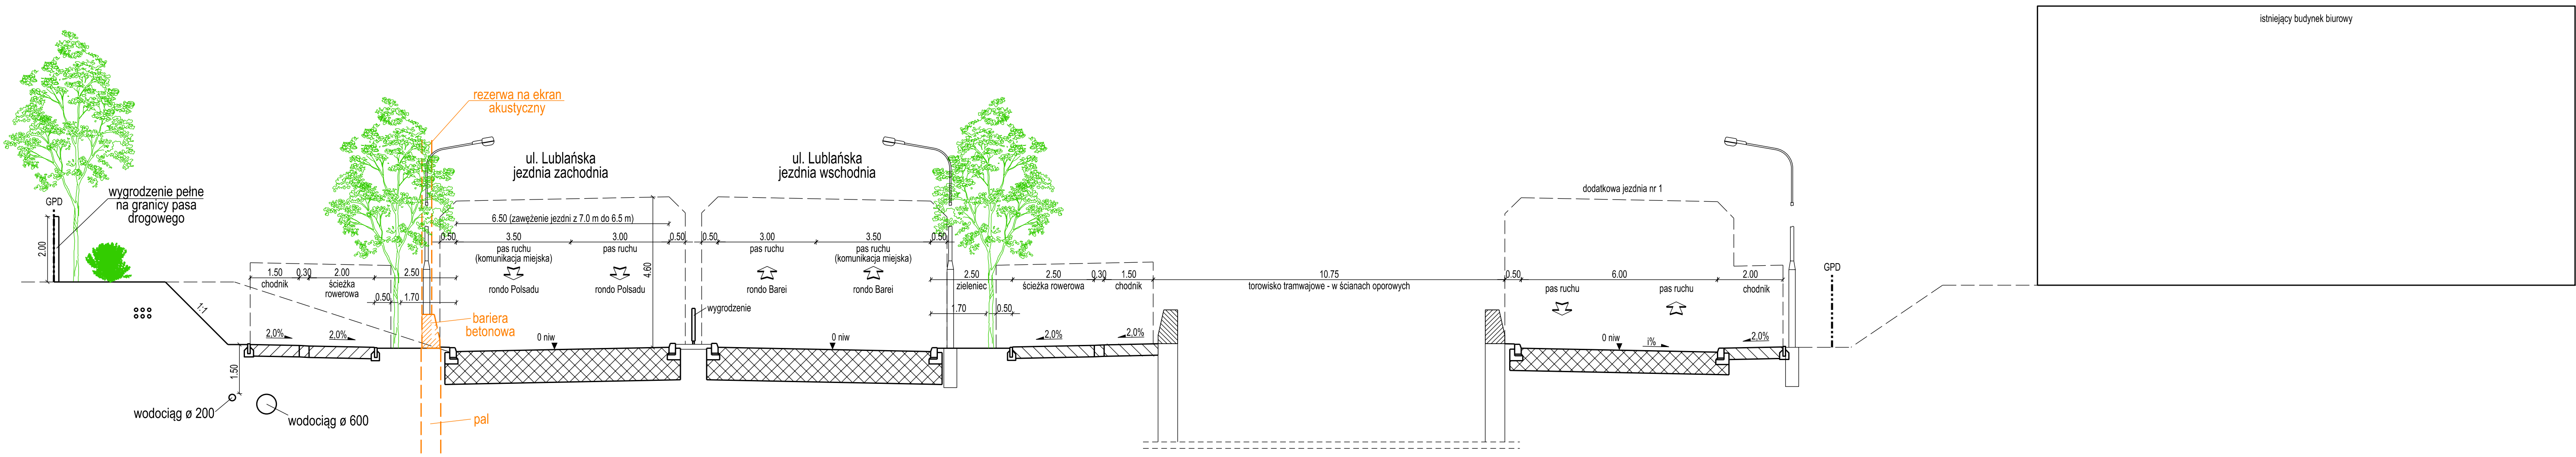 istniejący budynek biurowy
rezerwa na ekran
akustyczny
ul. Lublańska
jezdnia zachodnia
ul. Lublańska
jezdnia wschodnia
wygrodzenie pełne
na granicy pasa
drogowego
GPD
2.00
dodatkowa jezdnia nr 1
6.50 (zawężenie jezdni z 7.0 m do 6.5 m)
0.50
3.50
3.00
0.50
0.50
3.00
3.50
0.50
pas ruchu
(komunikacja miejska)
pas ruchu
pas ruchu
pas ruchu
(komunikacja miejska)
4.60
rondo Polsadu
rondo Polsadu
rondo Barei
rondo Barei
1.50
0.30
2.00
2.50
chodnik
ścieżka
rowerowa
0.50
1.70
2.50
2.50
0.30
1.50
10.75
0.50
6.00
2.00
zieleniec
ścieżka rowerowa
chodnik
torowisko tramwajowe - w ścianach oporowych
pas ruchu
pas ruchu
chodnik
GPD
.70
0.50
1:1
wygrodzenie
bariera
betonowa
2,0%
2,0%
0 niw
0 niw
2,0%
2,0%
0 niw
i%
2,0%
1.50
wodociąg ø 200
wodociąg ø 600
pal